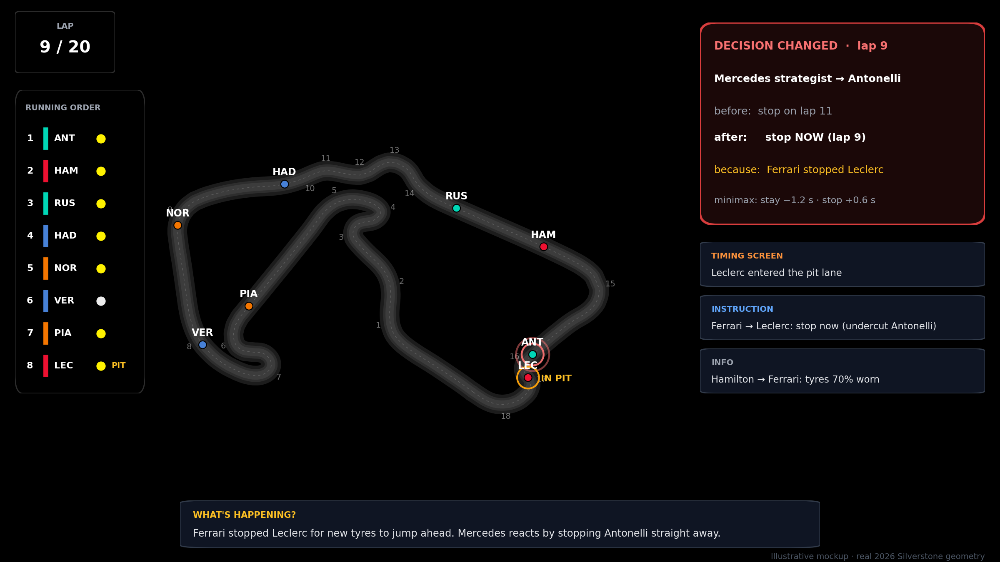 LAP
9 / 20
RUNNING ORDER
1 ANT
2 HAM
3 RUS
4 HAD
5 NOR
6 VER
7 PIA
8 LEC PIT
13
11
12
HAD
10
5
14
RUS
4
9
NOR
HAM
3
2
15
PIA
1
VER
8
6
ANT
16
LEC
7
17
IN PIT
18
DECISION CHANGED · lap 9
Mercedes strategist → Antonelli
before: stop on lap 11
after: stop NOW (lap 9)
because: Ferrari stopped Leclerc
minimax: stay −1.2 s · stop +0.6 s
TIMING SCREEN
Leclerc entered the pit lane
INSTRUCTION
Ferrari → Leclerc: stop now (undercut Antonelli)
INFO
Hamilton → Ferrari: tyres 70% worn
WHAT'S HAPPENING?
Ferrari stopped Leclerc for new tyres to jump ahead. Mercedes reacts by stopping Antonelli straight away.
Illustrative mockup · real 2026 Silverstone geometry